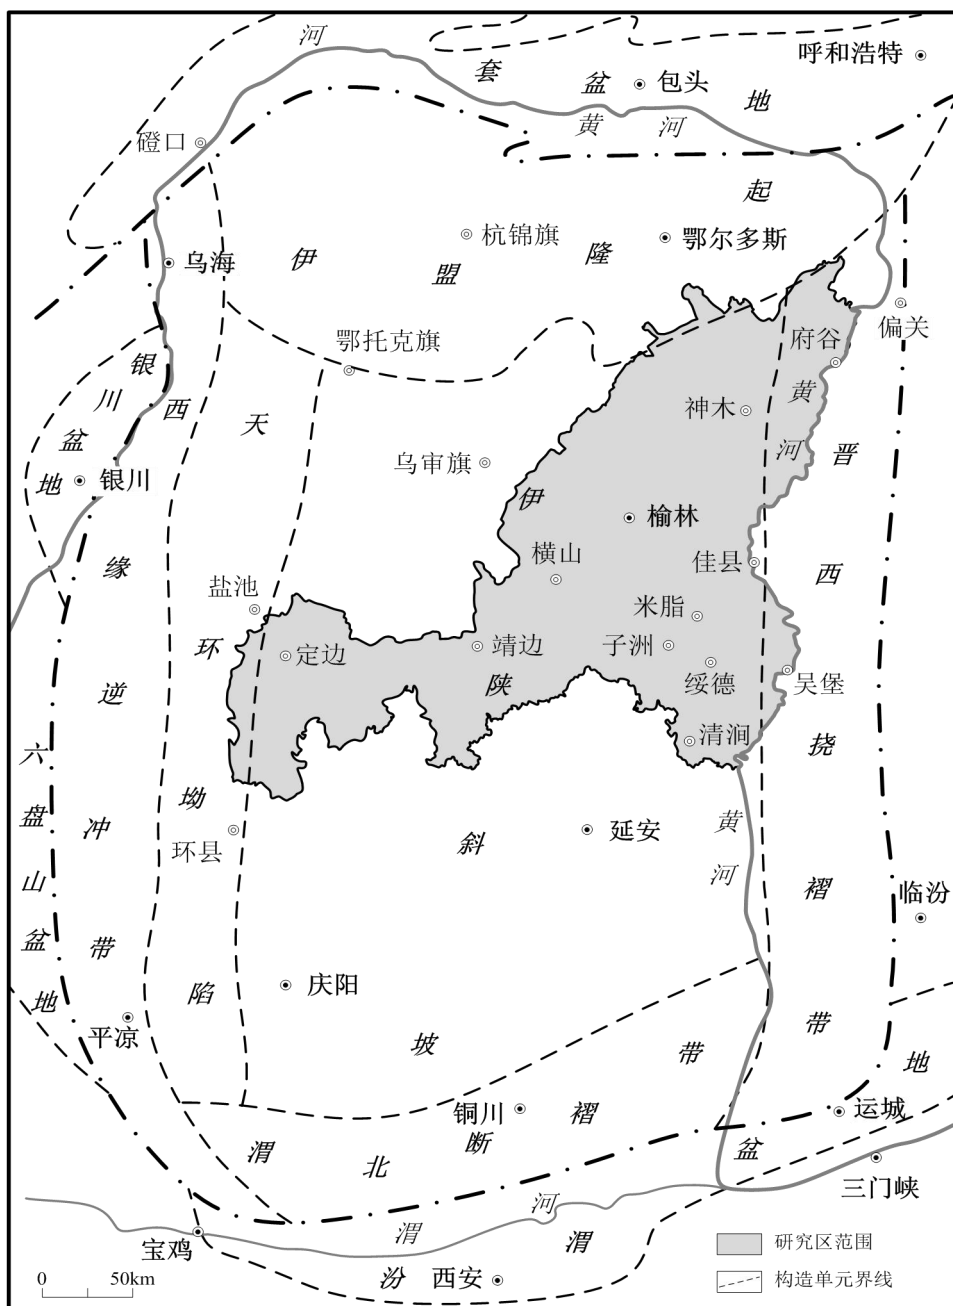 河套盆地
呼和浩特
包头
黄河
磴口
杭锦旗
鄂尔多斯
乌海
伊盟隆起
偏关
鄂托克旗
府谷
银川盆地
神木
黄河
乌审旗
银川
榆林
横山
佳县
盐池
米脂
子洲
定边
靖边
绥德
吴堡
清涧
西缘逆冲带
天环坳陷
伊陕斜坡
晋西挠褶带
六盘山盆地
环县
延安
黄河
临汾
庆阳
平凉
铜川
运城
渭北断褶带
三门峡
渭河
宝鸡
西安
汾渭盆地
研究区范围
构造单元界线
0 50km